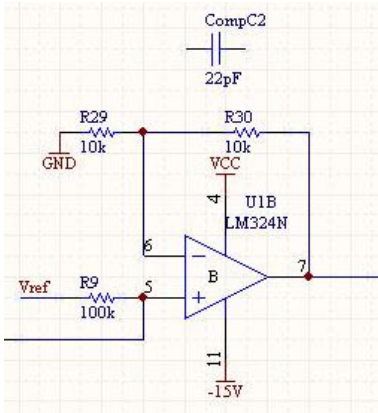 CompC2
22pF
R29
10k
R30
10k
GND
VCC
4
U1B
LM324N
6
B
7
Vref
R9
100k
5
11
-15V